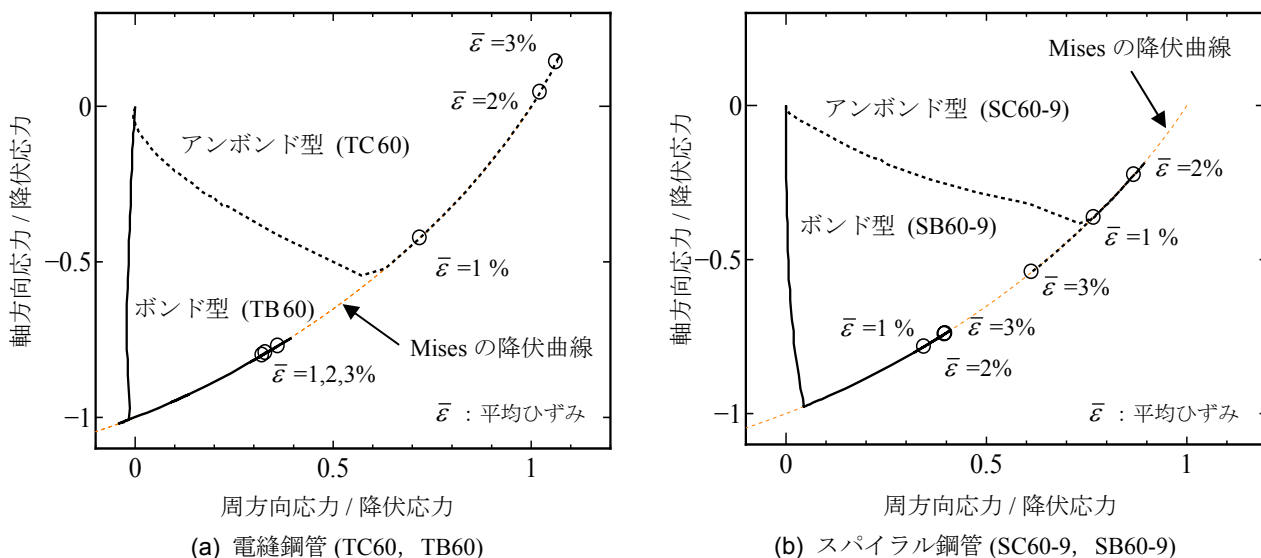 軸方向応力 / 降伏応力
0
−0.5
−1
ε̅ =3%
ε̅ =2%
アンボンド型 (TC60)
ε̅ =1 %
ボンド型 (TB60)
Mises の降伏曲線
ε̅ =1,2,3%
ε̅ : 平均ひずみ
0
0.5
1
周方向応力 / 降伏応力
(a) 電縫鋼管 (TC60, TB60)
軸方向応力 / 降伏応力
0
−0.5
−1
Mises の降伏曲線
アンボンド型 (SC60-9)
ε̅ =2%
ボンド型 (SB60-9)
ε̅ =1 %
ε̅ =3%
ε̅ =1 %
ε̅ =3%
ε̅ =2%
ε̅ : 平均ひずみ
0
0.5
1
周方向応力 / 降伏応力
(b) スパイラル鋼管 (SC60-9, SB60-9)